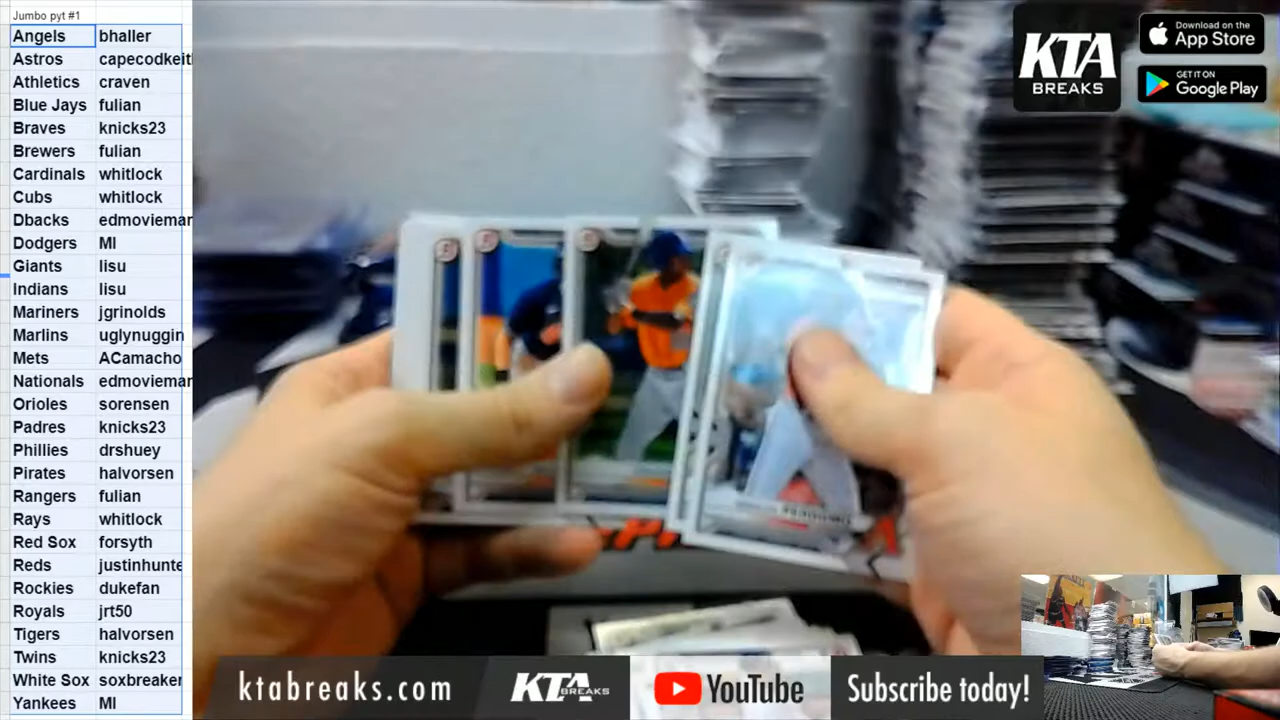 Jumbo pyt #1
Angels bhaller
Astros capecodkeit
Athletics craven
Blue Jays fulian
Braves knicks23
Brewers fulian
Cardinals whitlock
Cubs whitlock
Dbacks edmoviemar
Dodgers MI
Giants lisu
Indians lisu
Mariners jgrinolds
Marlins uglynuggin
Mets ACamacho
Nationals edmoviemar
Orioles sorensen
Padres knicks23
Phillies drshuey
Pirates halvorsen
Rangers fulian
Rays whitlock
Red Sox forsyth
Reds justinhunte
Rockies dukefan
Royals jrt50
Tigers halvorsen
Twins knicks23
White Sox soxbreaker
Yankees MI
KTA
BREAKS
Download on the
App Store
GET IT ON
Google Play
ktabreaks.com
KTA BREAKS
YouTube
Subscribe today!